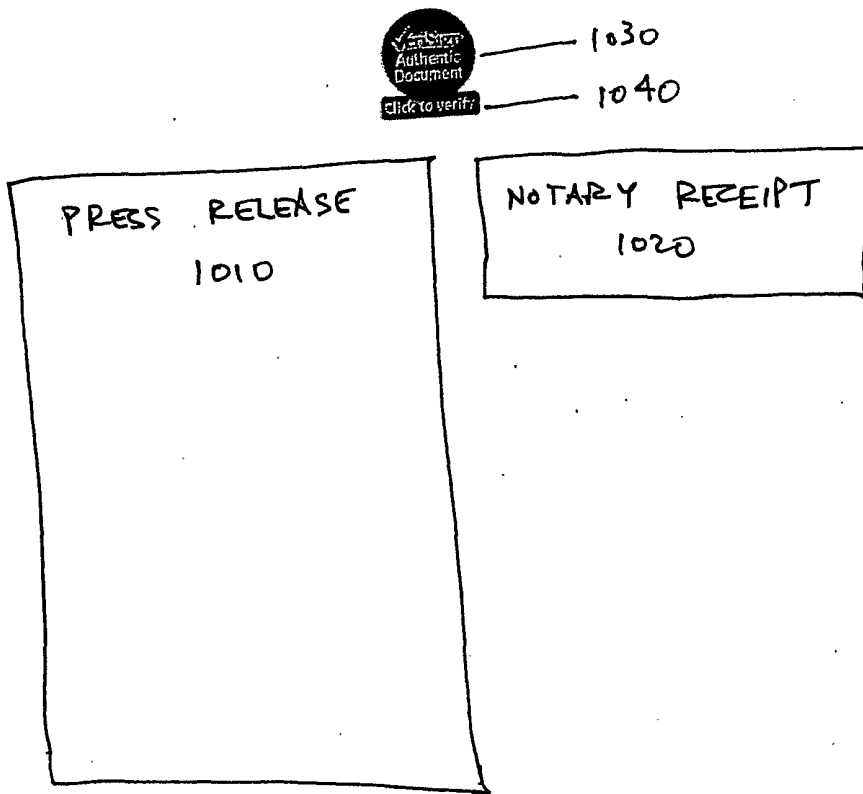 1030
Authentic
Document
Click to verify
1040
PRESS RELEASE
1010
NOTARY RECEIPT
1020